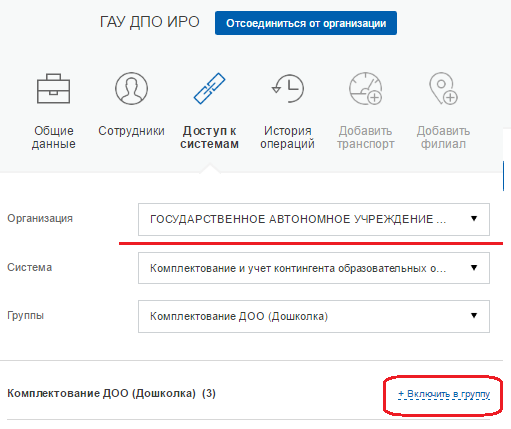 ГАУ ДПО ИРО Отсоединиться от организации
Общие данные
Сотрудники
Доступ к системам
История операций
Добавить транспорт
Добавить филиал
Организация ГОСУДАРСТВЕННОЕ АВТОНОМНОЕ УЧРЕЖДЕНИЕ ...
Система Комплектование и учет контингента образовательных о...
Группы Комплектование ДОО (Дошколка)
Комплектование ДОО (Дошколка) (3) + Включить в группу